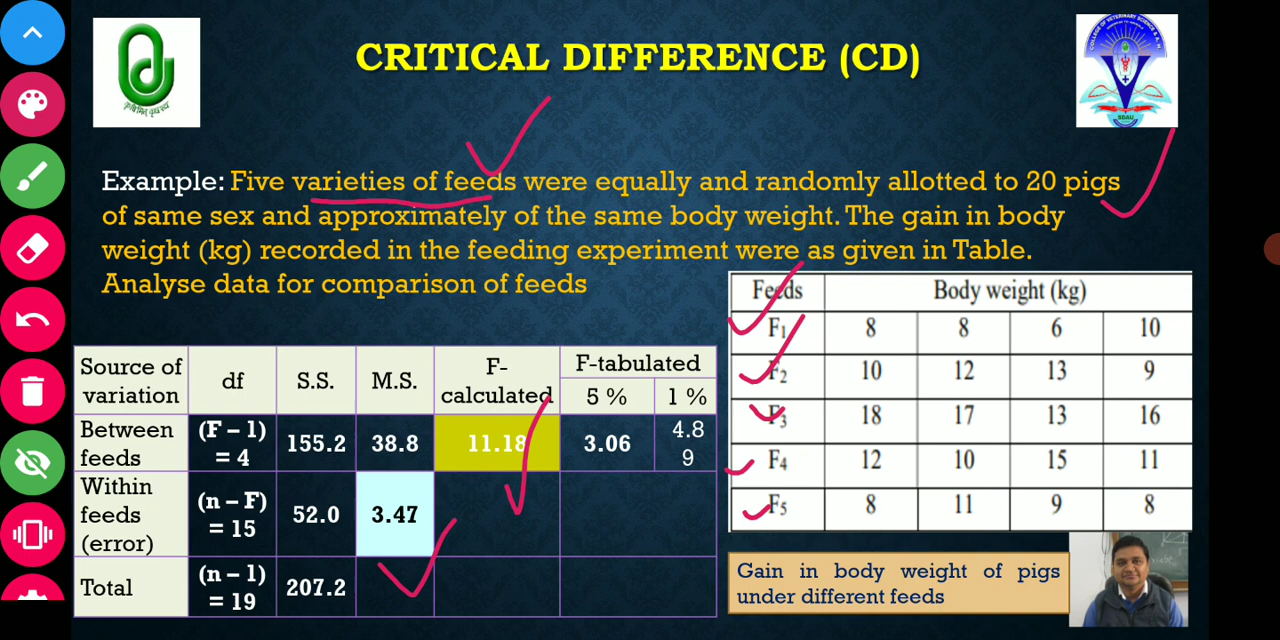 CRITICAL DIFFERENCE (CD)
Example: Five varieties of feeds were equally and randomly allotted to 20 pigs
of same sex and approximately of the same body weight. The gain in body
weight (kg) recorded in the feeding experiment were as given in Table.
Analyse data for comparison of feeds
Source of variation df S.S. M.S. F-calculated F-tabulated
5 % 1 %
Between feeds (F – 1) = 4 155.2 38.8 11.18 3.06 4.89
Within feeds (error) (n – F) = 15 52.0 3.47
Total (n – 1) = 19 207.2
Feeds Body weight (kg)
F1 8 8 6 10
F2 10 12 13 9
F3 18 17 13 16
F4 12 10 15 11
F5 8 11 9 8
Gain in body weight of pigs
under different feeds